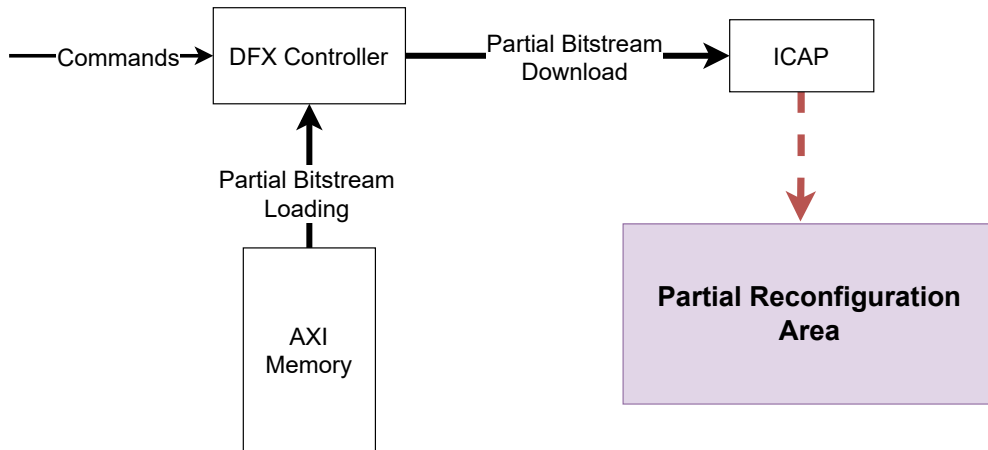 Commands
DFX Controller
Partial Bitstream
Download
ICAP
Partial Bitstream
Loading
AXI
Memory
Partial Reconfiguration
Area